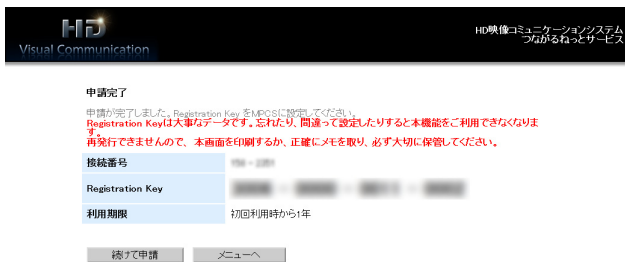 HD
Visual Communication
HD映像コミュニケーションシステム
つながるねっとサービス
申請完了
申請が完了しました。Registration Key をMPCSに設定してください。
Registration Keyは大事なデータです。忘れたり、間違って設定したりすると本機能をご利用できなくなりま
す。
再発行できませんので、本画面を印刷するか、正確にメモを取り、必ず大切に保管してください。
接続番号
Registration Key
利用期限 初回利用時から1年
続けて申請 メニューへ